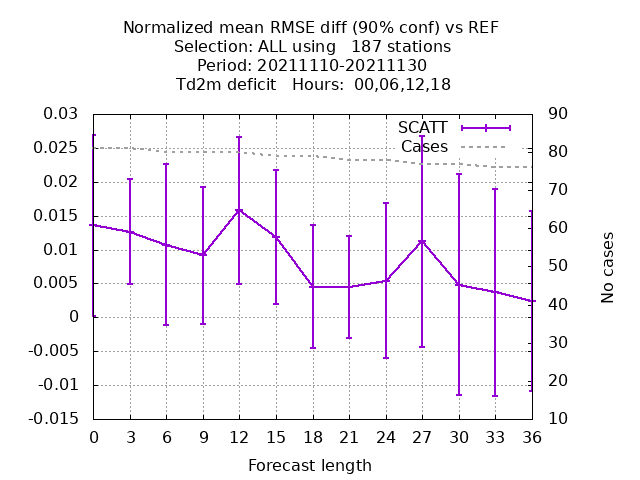 Normalized mean RMSE diff (90% conf) vs REF
Selection: ALL using   187 stations
Period: 20211110-20211130
Td2m deficit   Hours:  00,06,12,18
0.03
0.025
0.02
0.015
0.01
0.005
0
-0.005
-0.01
-0.015
SCATT
Cases
90
80
70
60
50
40
30
20
10
No cases
0 3 6 9 12 15 18 21 24 27 30 33 36
Forecast length